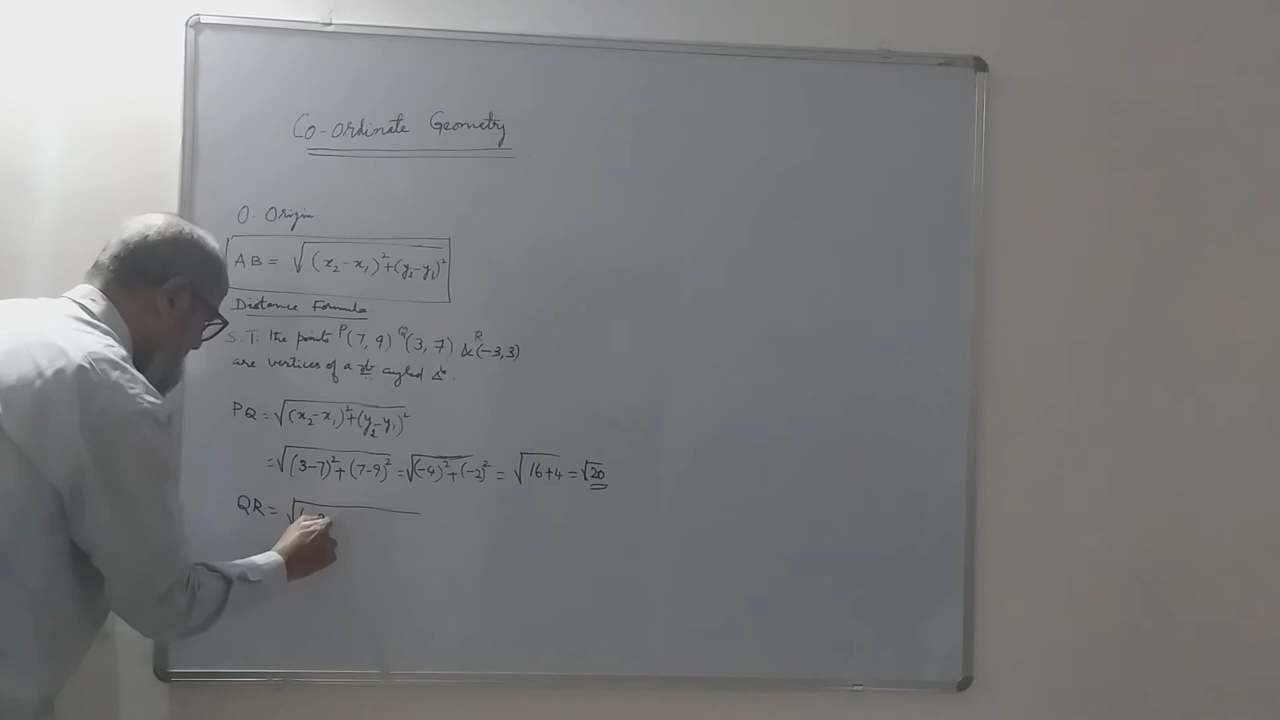 Co-ordinate Geometry
O. Origin
AB = √(x₂-x₁)²+(y₂-y₁)²
Distance Formula
S.T. the points P(7, 9) Q(3, 7) & R(-3,3)
are vertices of a rt. angled Δ.
PQ = √(x₂-x₁)²+(y₂-y₁)²
= √(3-7)²+(7-9)² = √(-4)²+(-2)² = √16+4 = √20
QR = √(